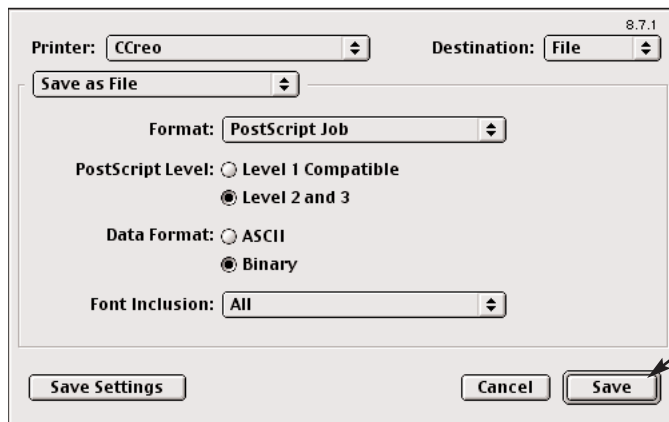 8.7.1
Printer: CCreo Destination: File
Save as File
Format: PostScript Job
PostScript Level: Level 1 Compatible
Level 2 and 3
Data Format: ASCII
Binary
Font Inclusion: All
Save Settings Cancel Save